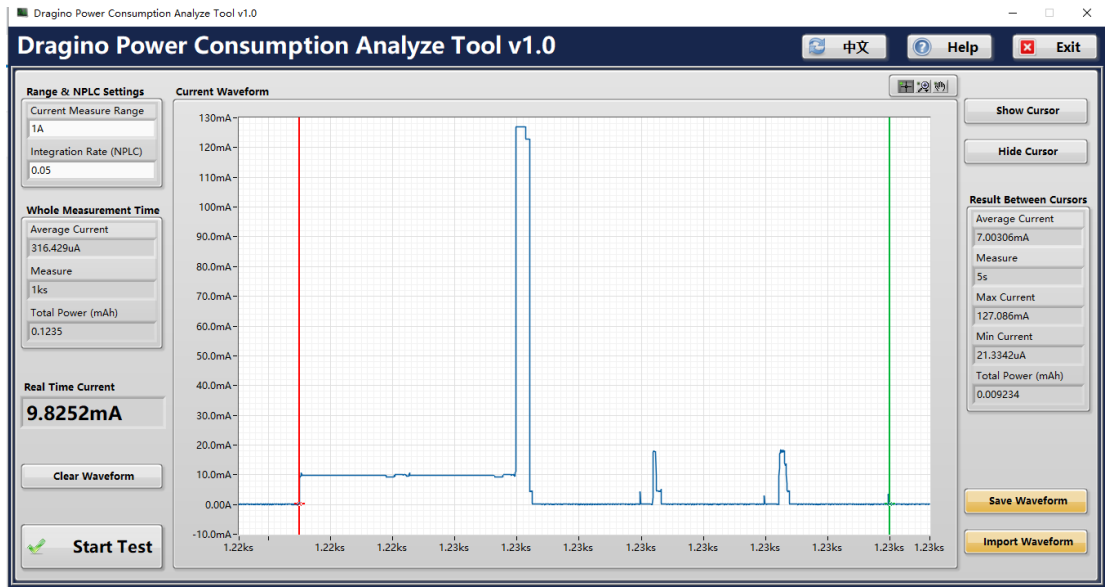 Dragino Power Consumption Analyze Tool v1.0
Dragino Power Consumption Analyze Tool v1.0
中文
Help
Exit
Range & NPLC Settings
Current Measure Range
1A
Integration Rate (NPLC)
0.05
Whole Measurement Time
Average Current
316.429uA
Measure
1ks
Total Power (mAh)
0.1235
Real Time Current
9.8252mA
Clear Waveform
Start Test
Current Waveform
130mA
120mA
110mA
100mA
90.0mA
80.0mA
70.0mA
60.0mA
50.0mA
40.0mA
30.0mA
20.0mA
10.0mA
0.00A
-10.0mA
1.22ks 1.22ks 1.22ks 1.23ks 1.23ks 1.23ks 1.23ks 1.23ks 1.23ks 1.23ks 1.23ks 1.23ks
Show Cursor
Hide Cursor
Result Between Cursors
Average Current
7.00306mA
Measure
5s
Max Current
127.086mA
Min Current
21.3342uA
Total Power (mAh)
0.009234
Save Waveform
Import Waveform